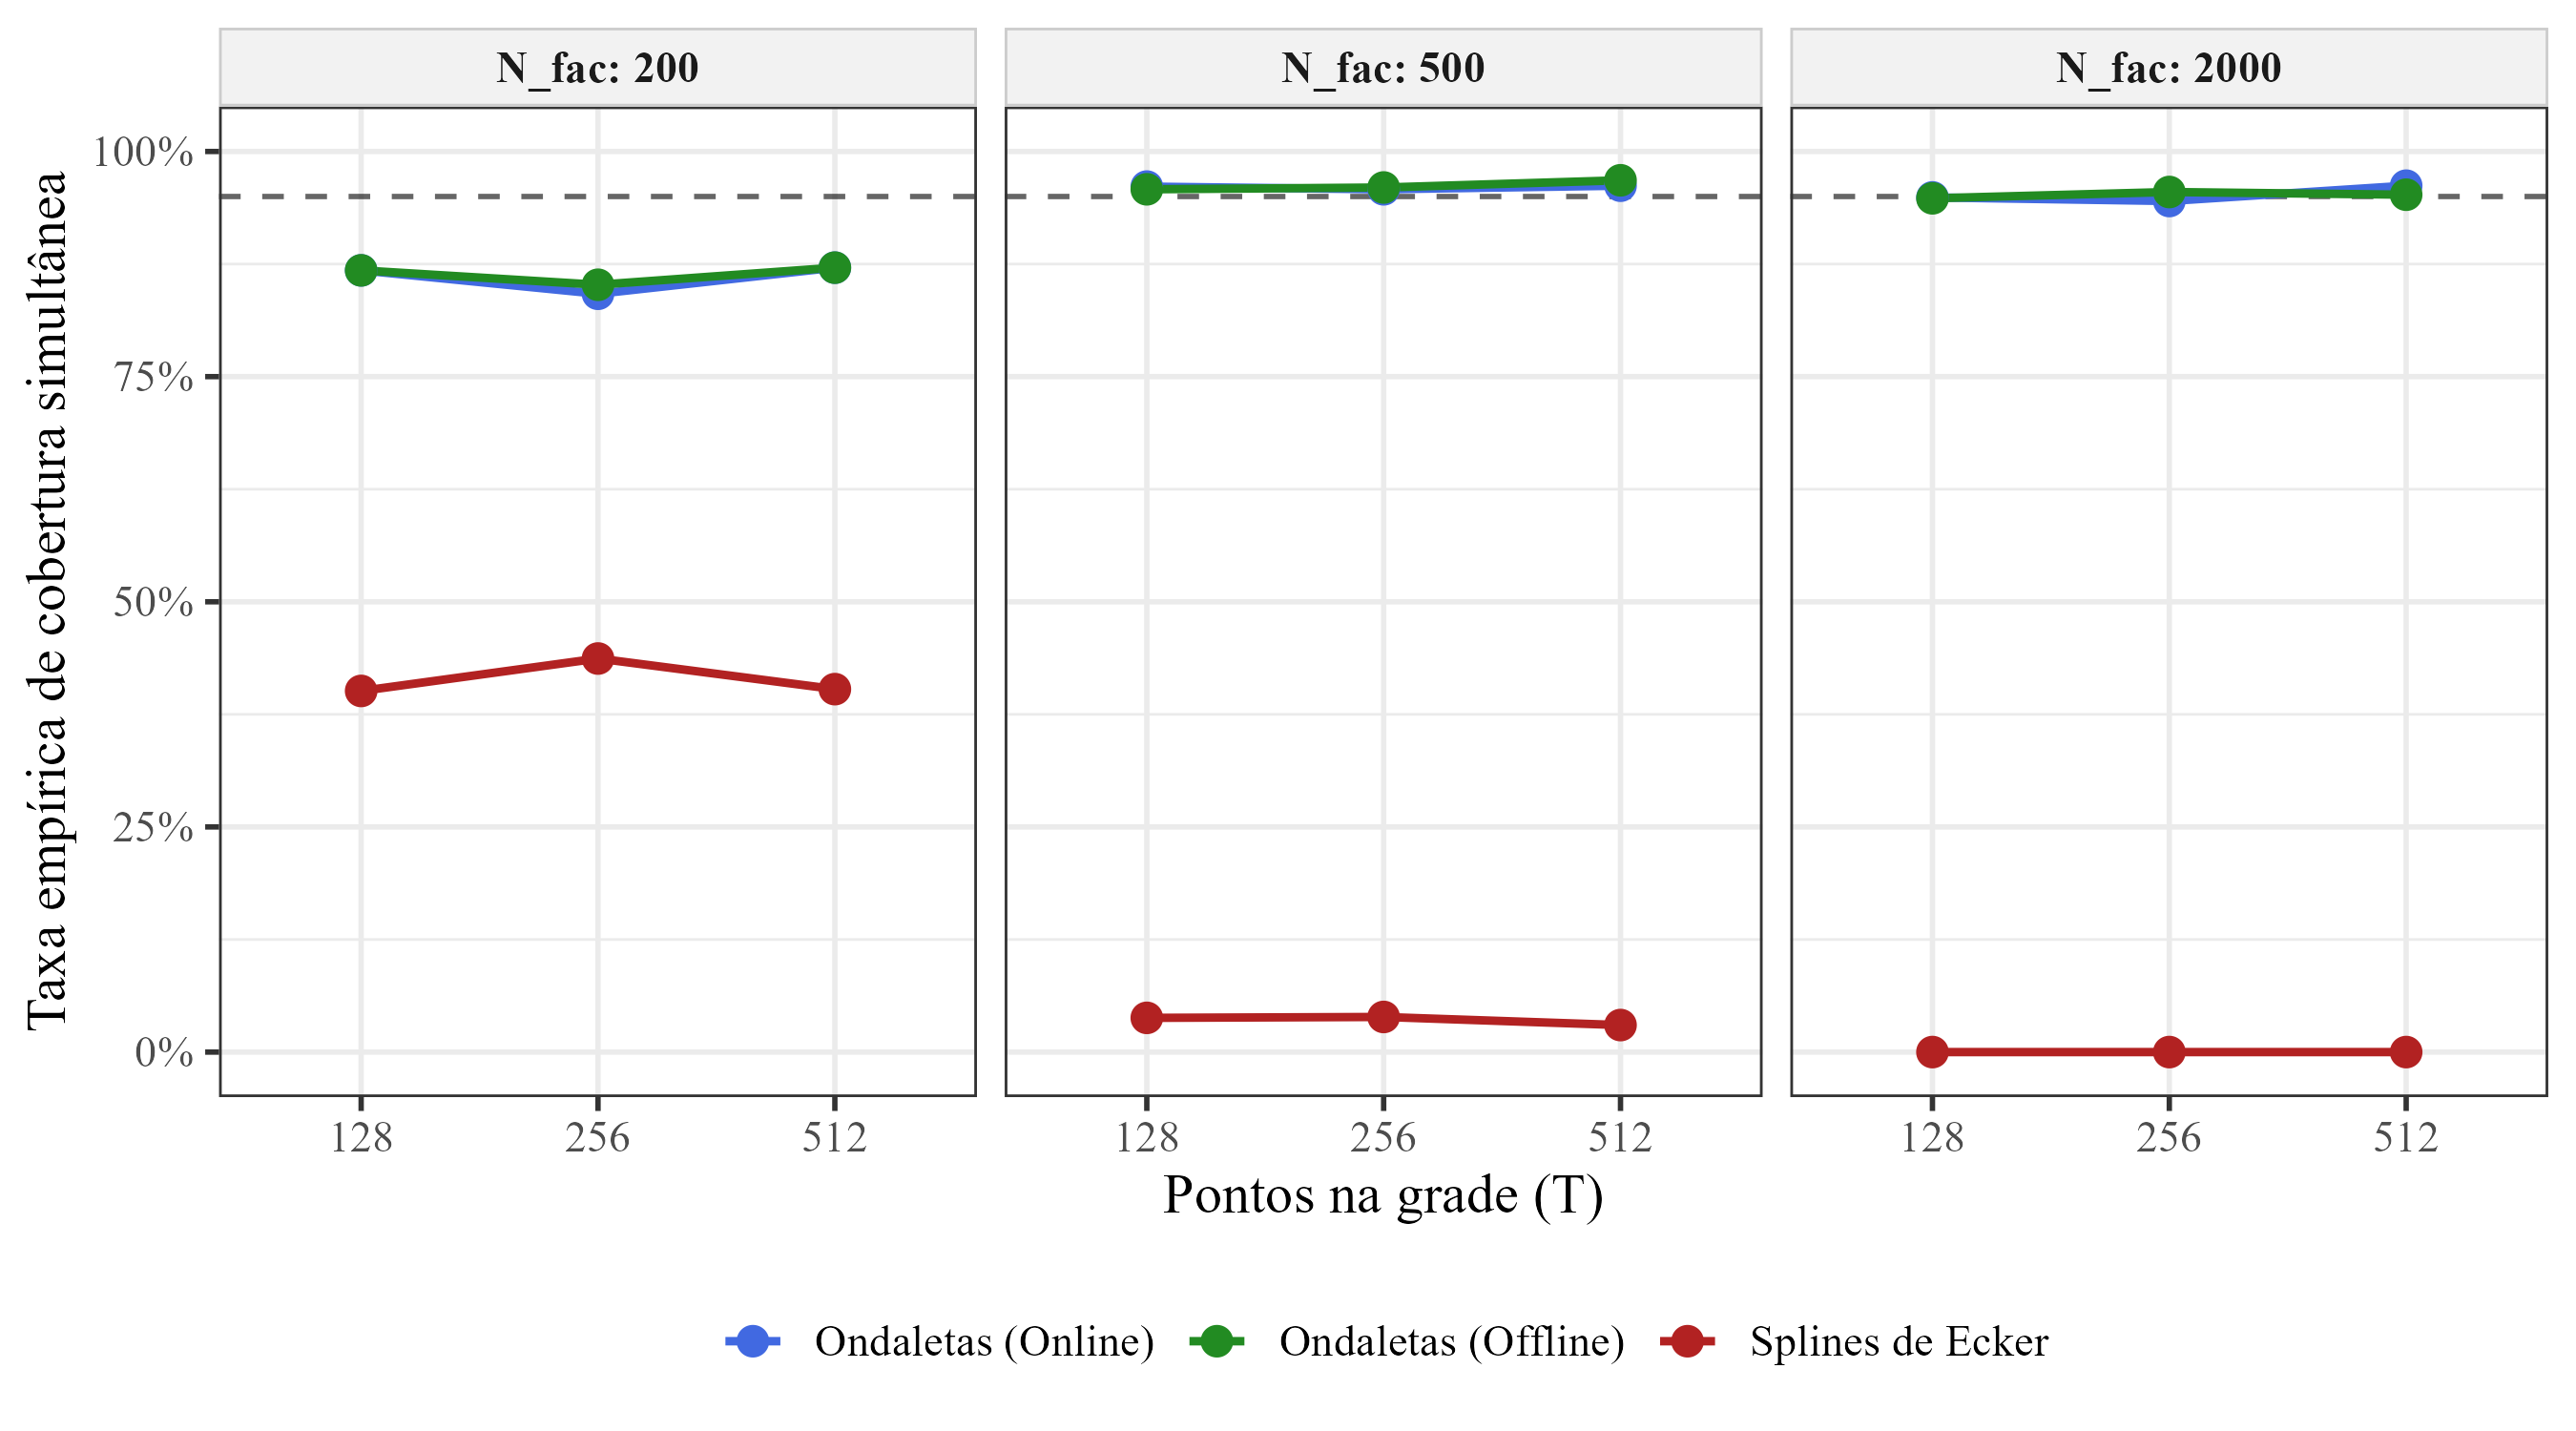 N_fac: 200
N_fac: 500
N_fac: 2000
Taxa empírica de cobertura simultânea
100%
75%
50%
25%
0%
128 256 512
128 256 512
128 256 512
Pontos na grade (T)
Ondaletas (Online)
Ondaletas (Offline)
Splines de Ecker